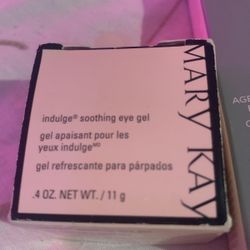 indulge® soothing eye gel
gel apaisant pour les
yeux indulge ᴹᴰ
gel refrescante para párpados
.4 OZ. NET WT. / 11 g
MARY KAY
AGE